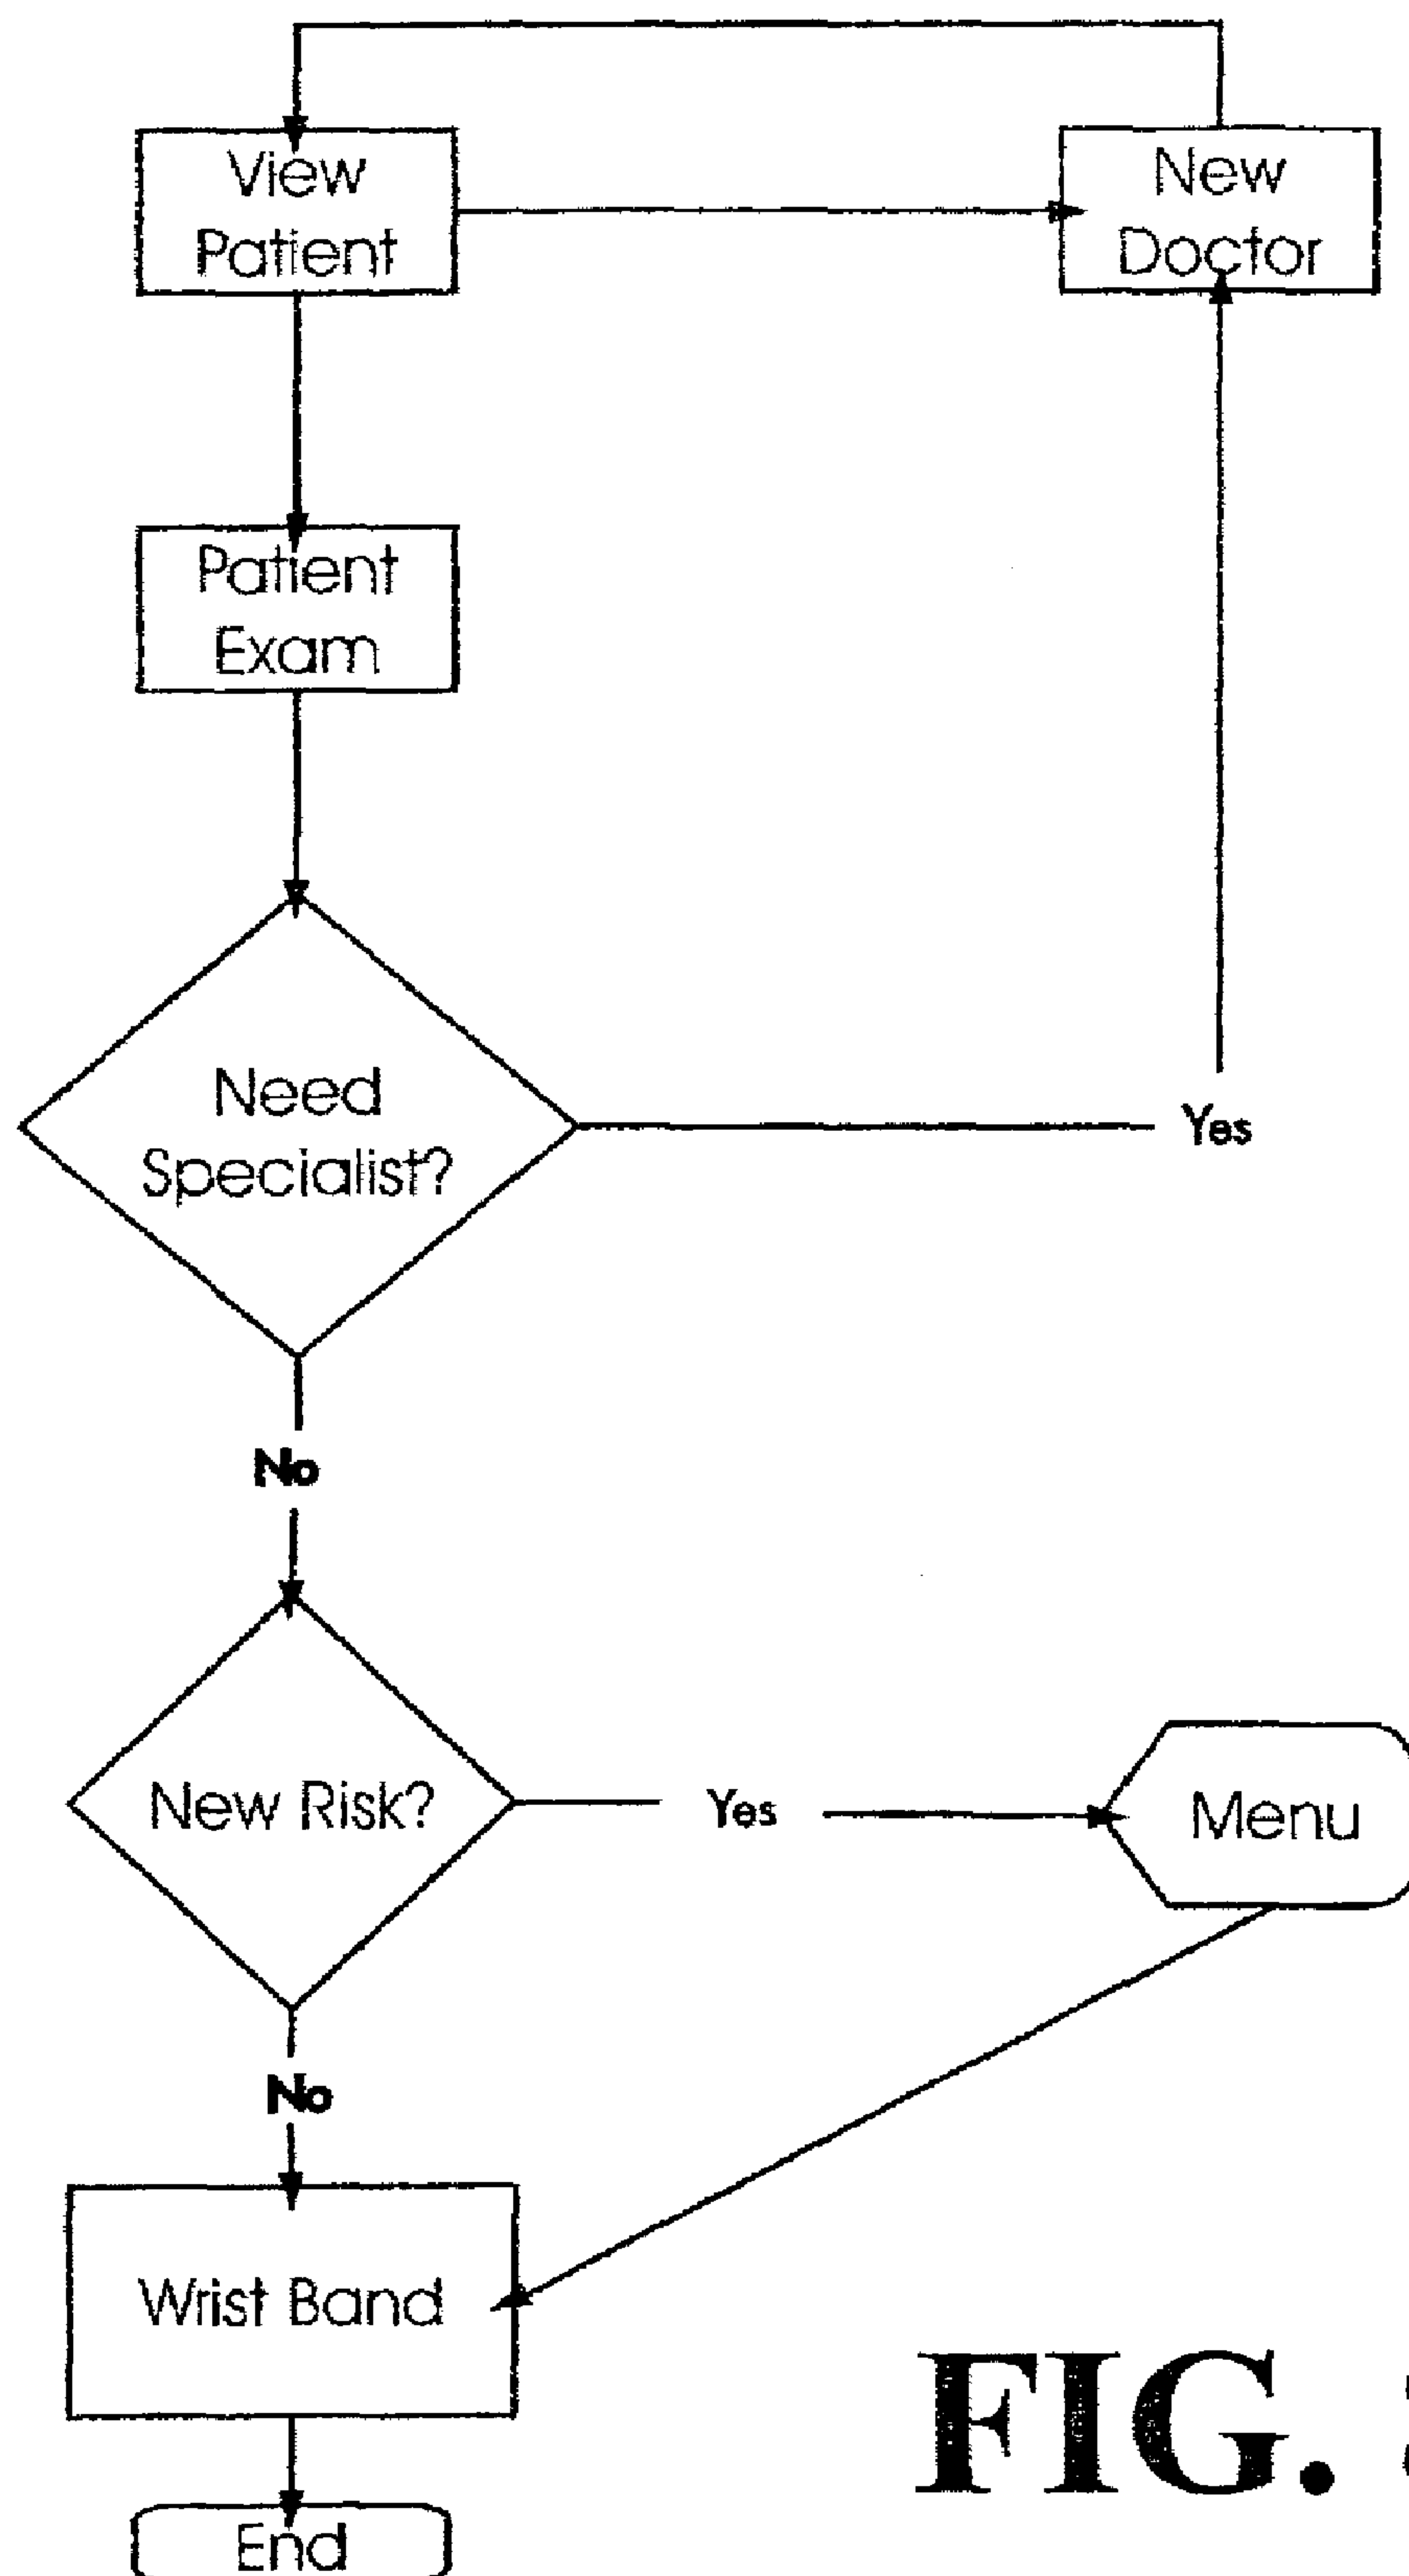 View
Patient
New
Doctor
Patient
Exam
Need
Specialist?
Yes
No
New Risk?
Yes
Menu
No
Wrist Band
FIG.
End